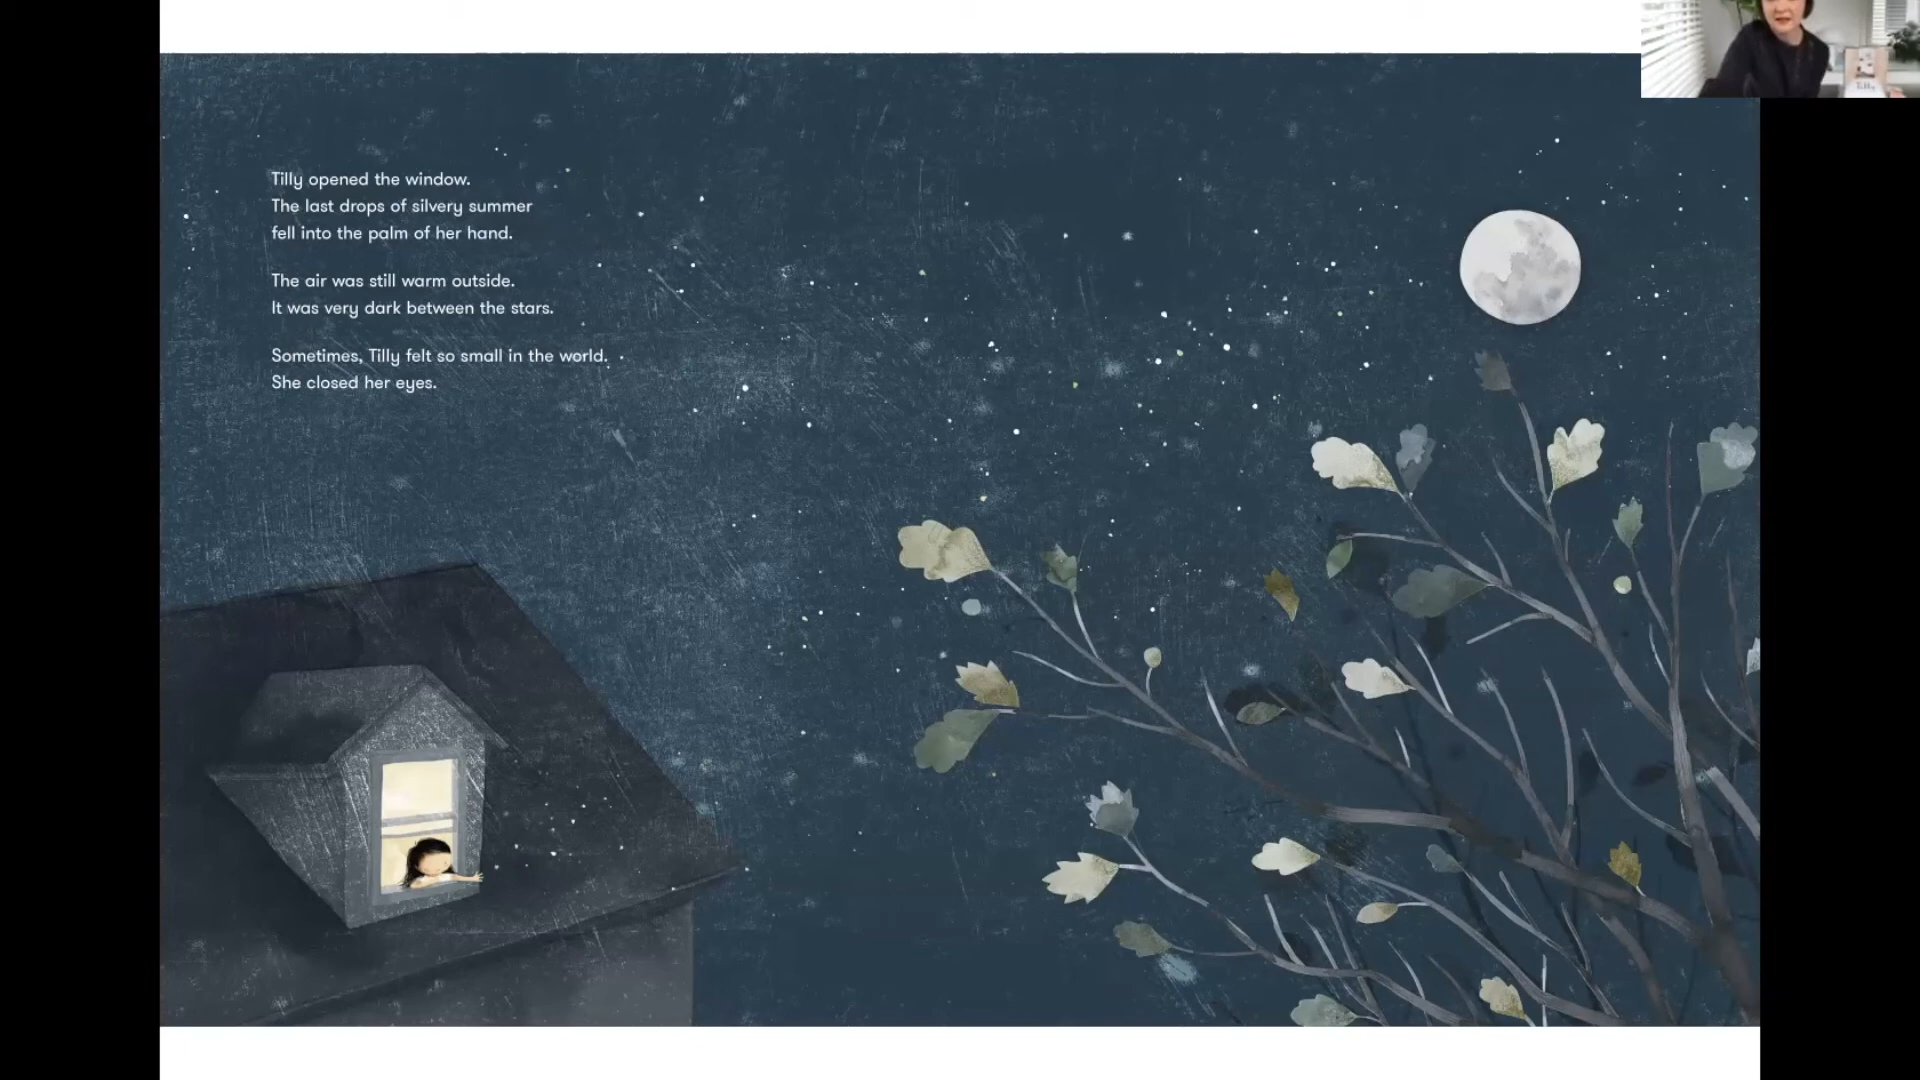 Tilly opened the window.
The last drops of silvery summer
fell into the palm of her hand.
The air was still warm outside.
It was very dark between the stars.
Sometimes, Tilly felt so small in the world.
She closed her eyes.
Tilly